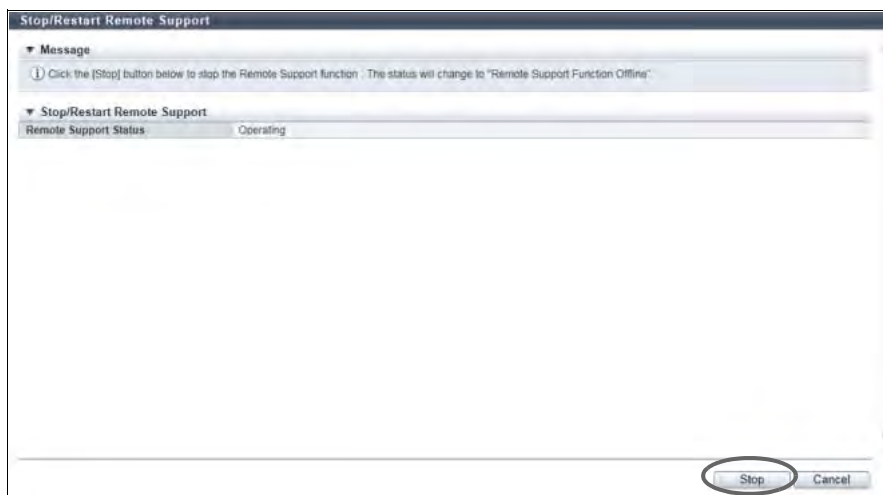 Stop/Restart Remote Support
▼ Message
Click the [Stop] button below to stop the Remote Support function . The status will change to "Remote Support Function Offline".
▼ Stop/Restart Remote Support
Remote Support Status Operating
Stop Cancel